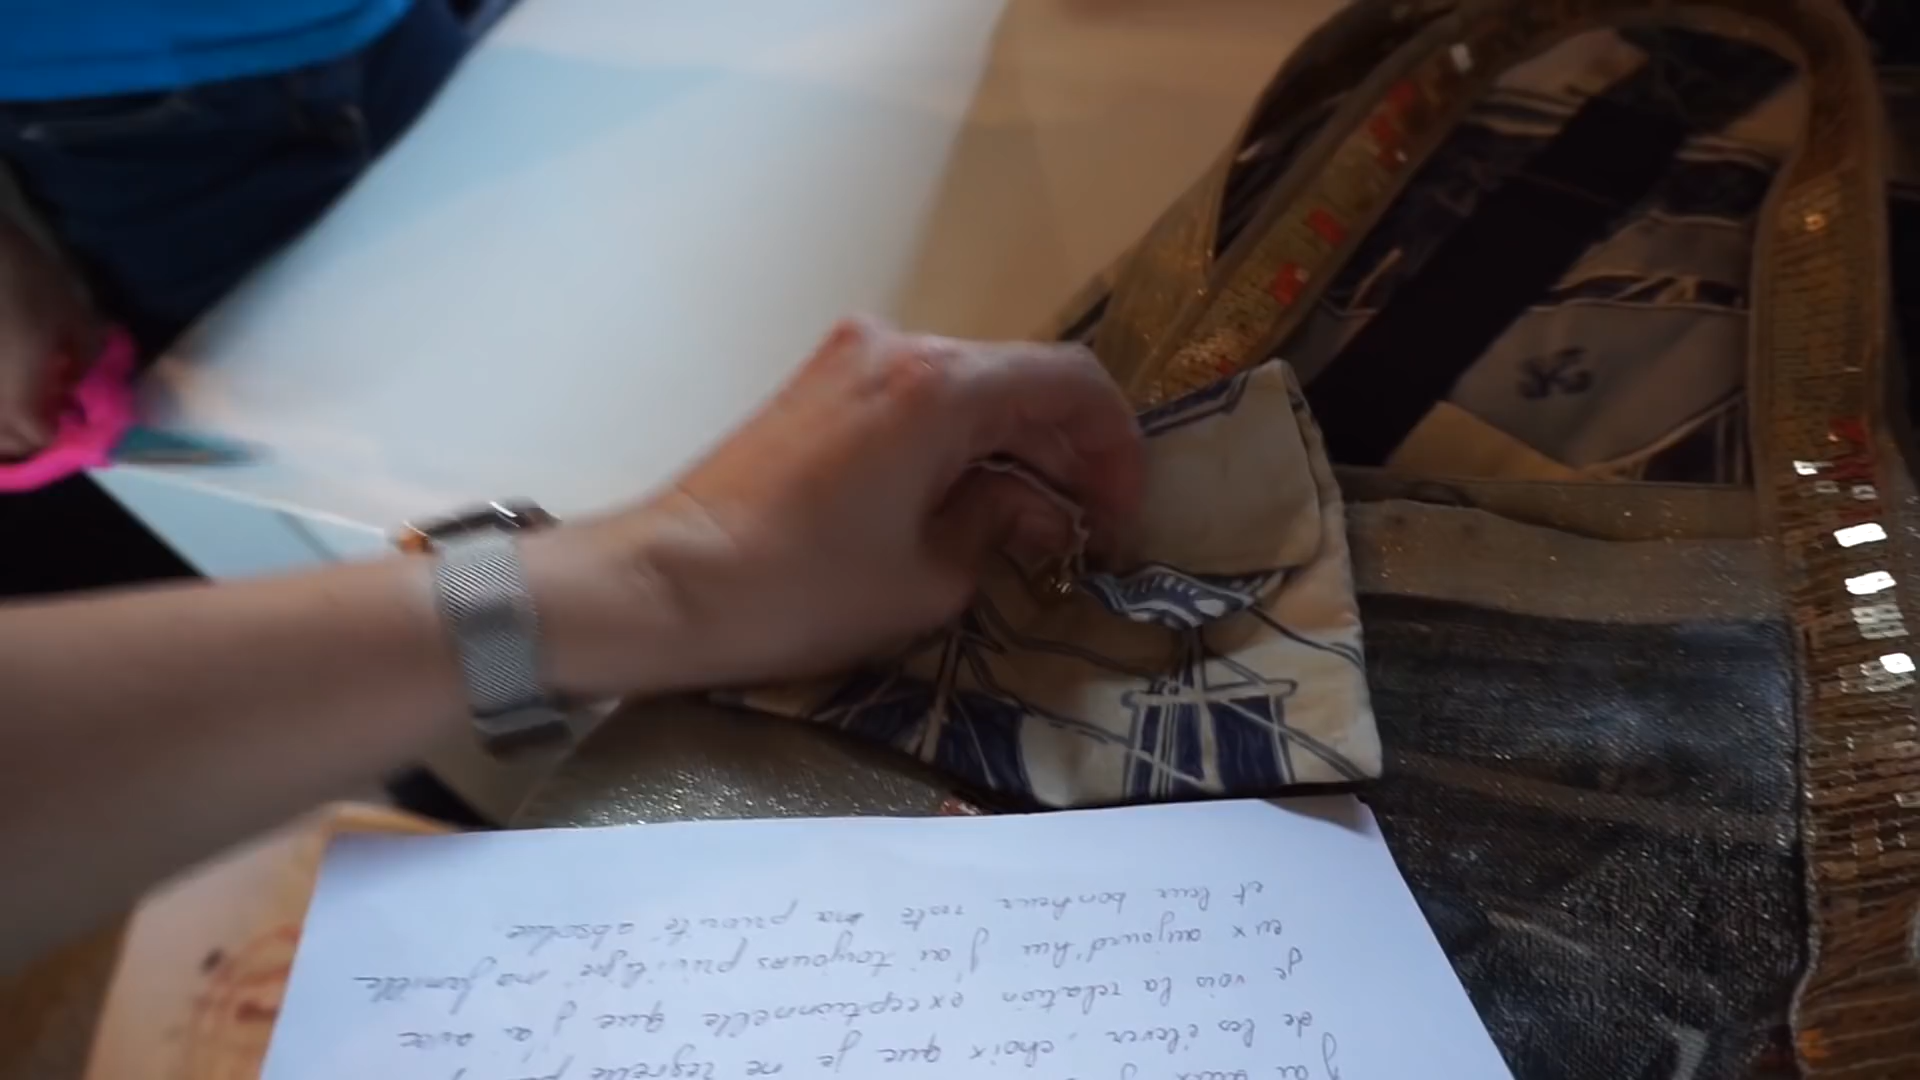 J'ai
de les élever, choix que je ne regrette
je vois la relation exceptionnelle que j'ai avec
eux aujourd'hui J'ai toujours privilégié ma famille
et leur bonheur reste ma priorité absolue.